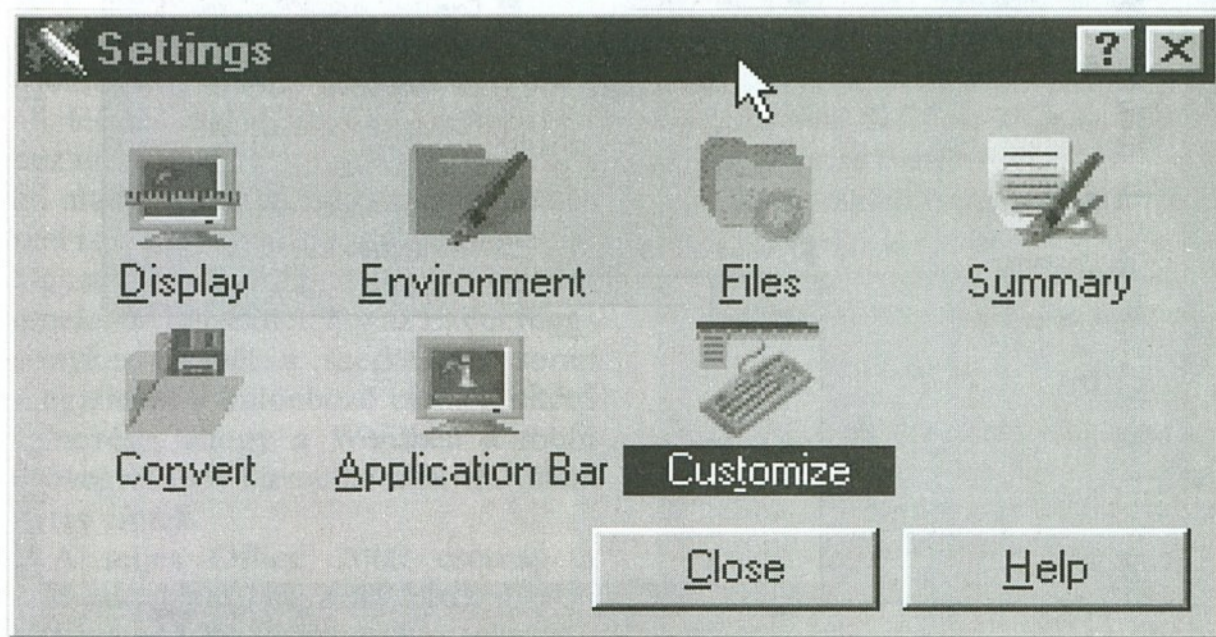 Settings
? ×
Display Environment Files Summary
Convert Application Bar Customize
Close Help